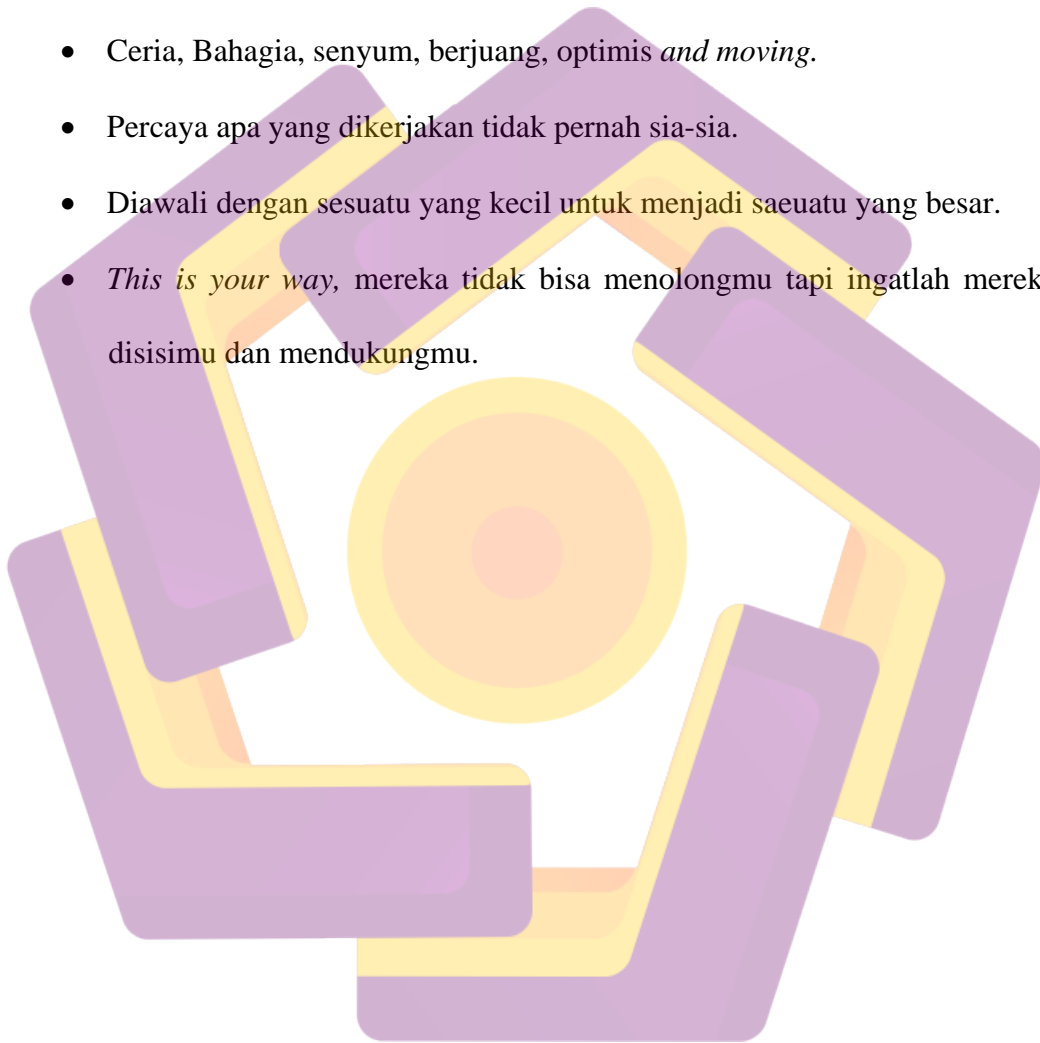 • Ceria, Bahagia, senyum, berjuang, optimis and moving.
• Percaya apa yang dikerjakan tidak pernah sia-sia.
• Diawali dengan sesuatu yang kecil untuk menjadi saeuatu yang besar.
• This is your way, mereka tidak bisa menolongmu tapi ingatlah merek
disisimu dan mendukungmu.